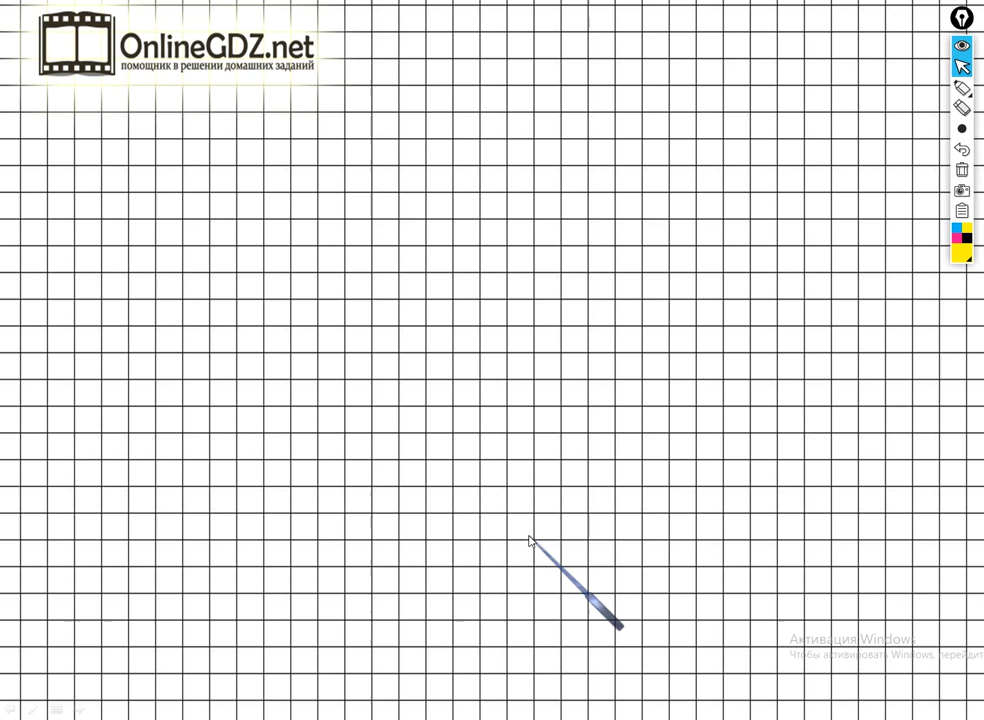 OnlineGDZ.net
помощник в решении домашних заданий
Активация Windows
Чтобы активировать Windows, перейдит